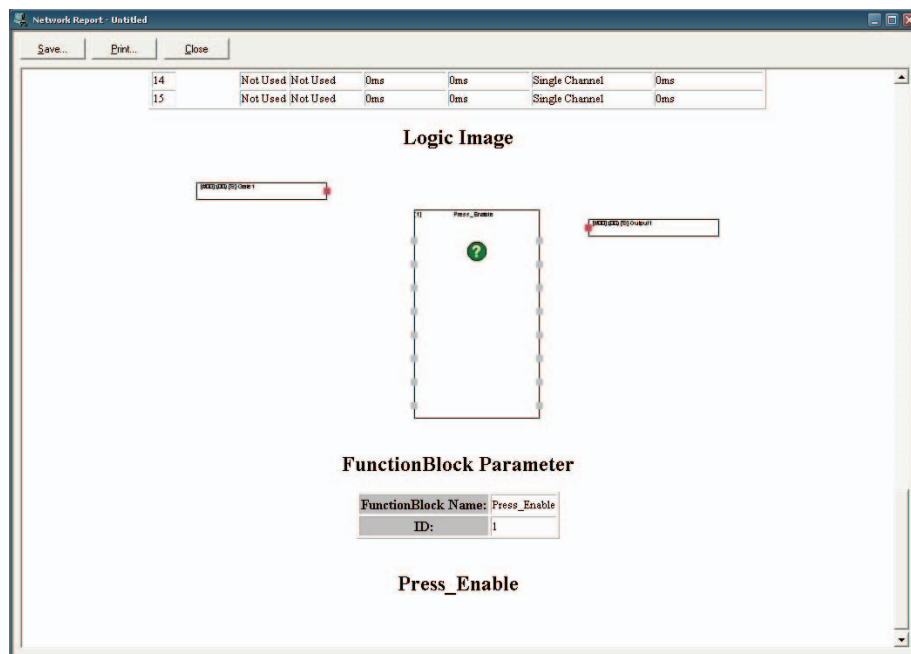 Network Report - Untitled
Save... Print... Close
14 Not Used Not Used 0ms 0ms Single Channel 0ms
15 Not Used Not Used 0ms 0ms Single Channel 0ms
Logic Image
[1] Press_Enable
?
FunctionBlock Parameter
FunctionBlock Name: Press_Enable
ID: 1
Press_Enable